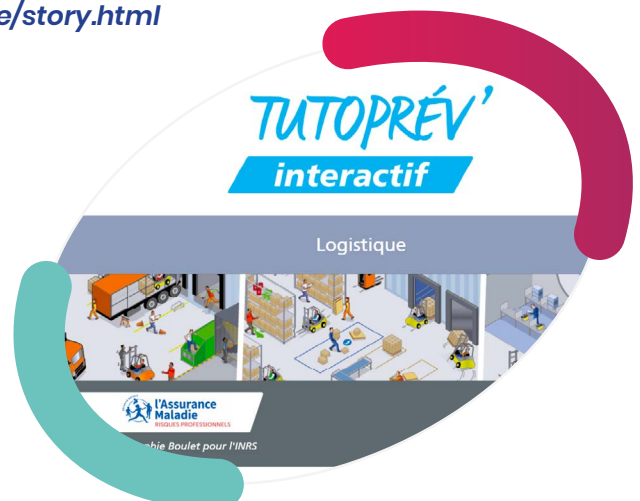 e/story.html
TUTOPRÉV'
interactif
Logistique
l'Assurance
Maladie
RISQUES PROFESSIONNELS
Boulet pour l'INRS